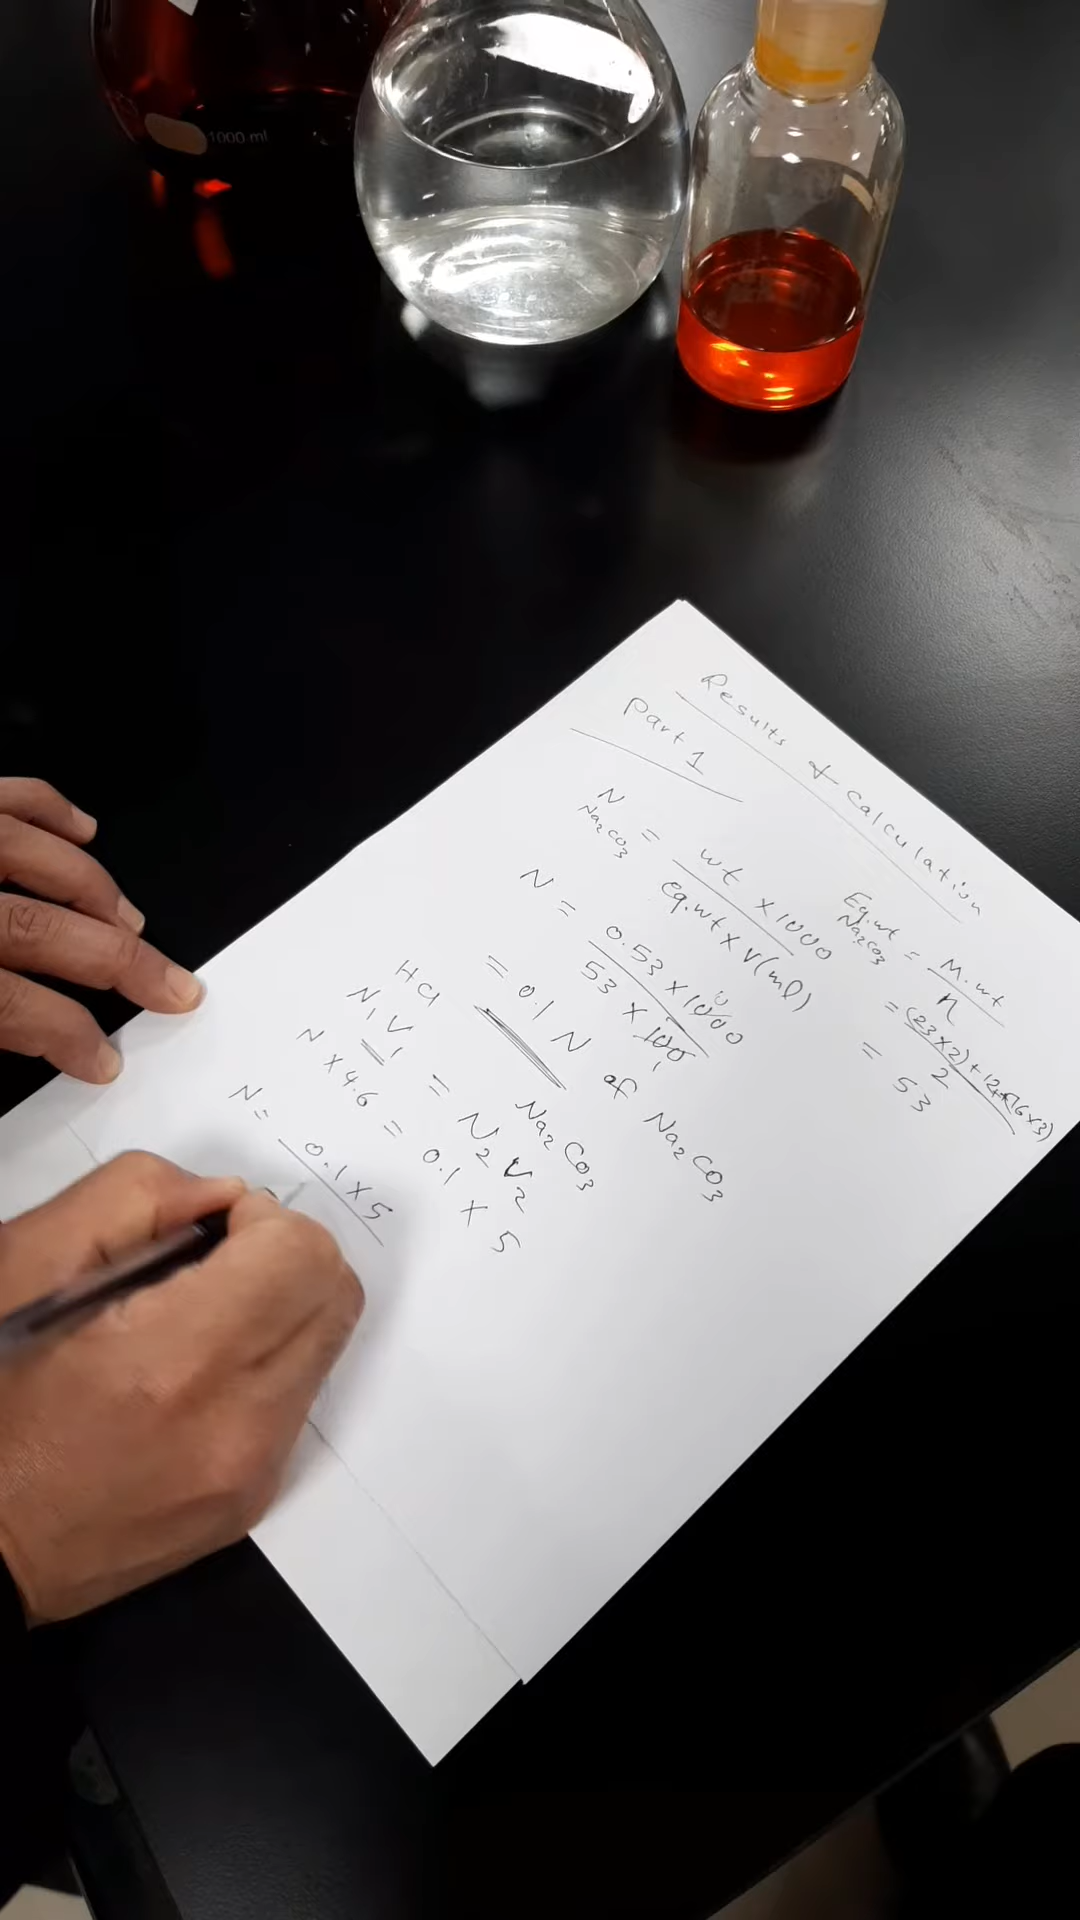 1000 ml
Results & calculation
Part 1
N Na2CO3 = wt × 1000 / eq.wt × V(ml)
Eq.wt Na2CO3 = M.wt / n
N = 0.53 × 1000 / 53 × 100
= (23×2)+12+(16×3) / 2
= 0.1 N of Na2CO3
= 53
HCl Na2CO3
N1V1 = N2V2
N × 4.6 = 0.1 × 5
N = 0.1 × 5